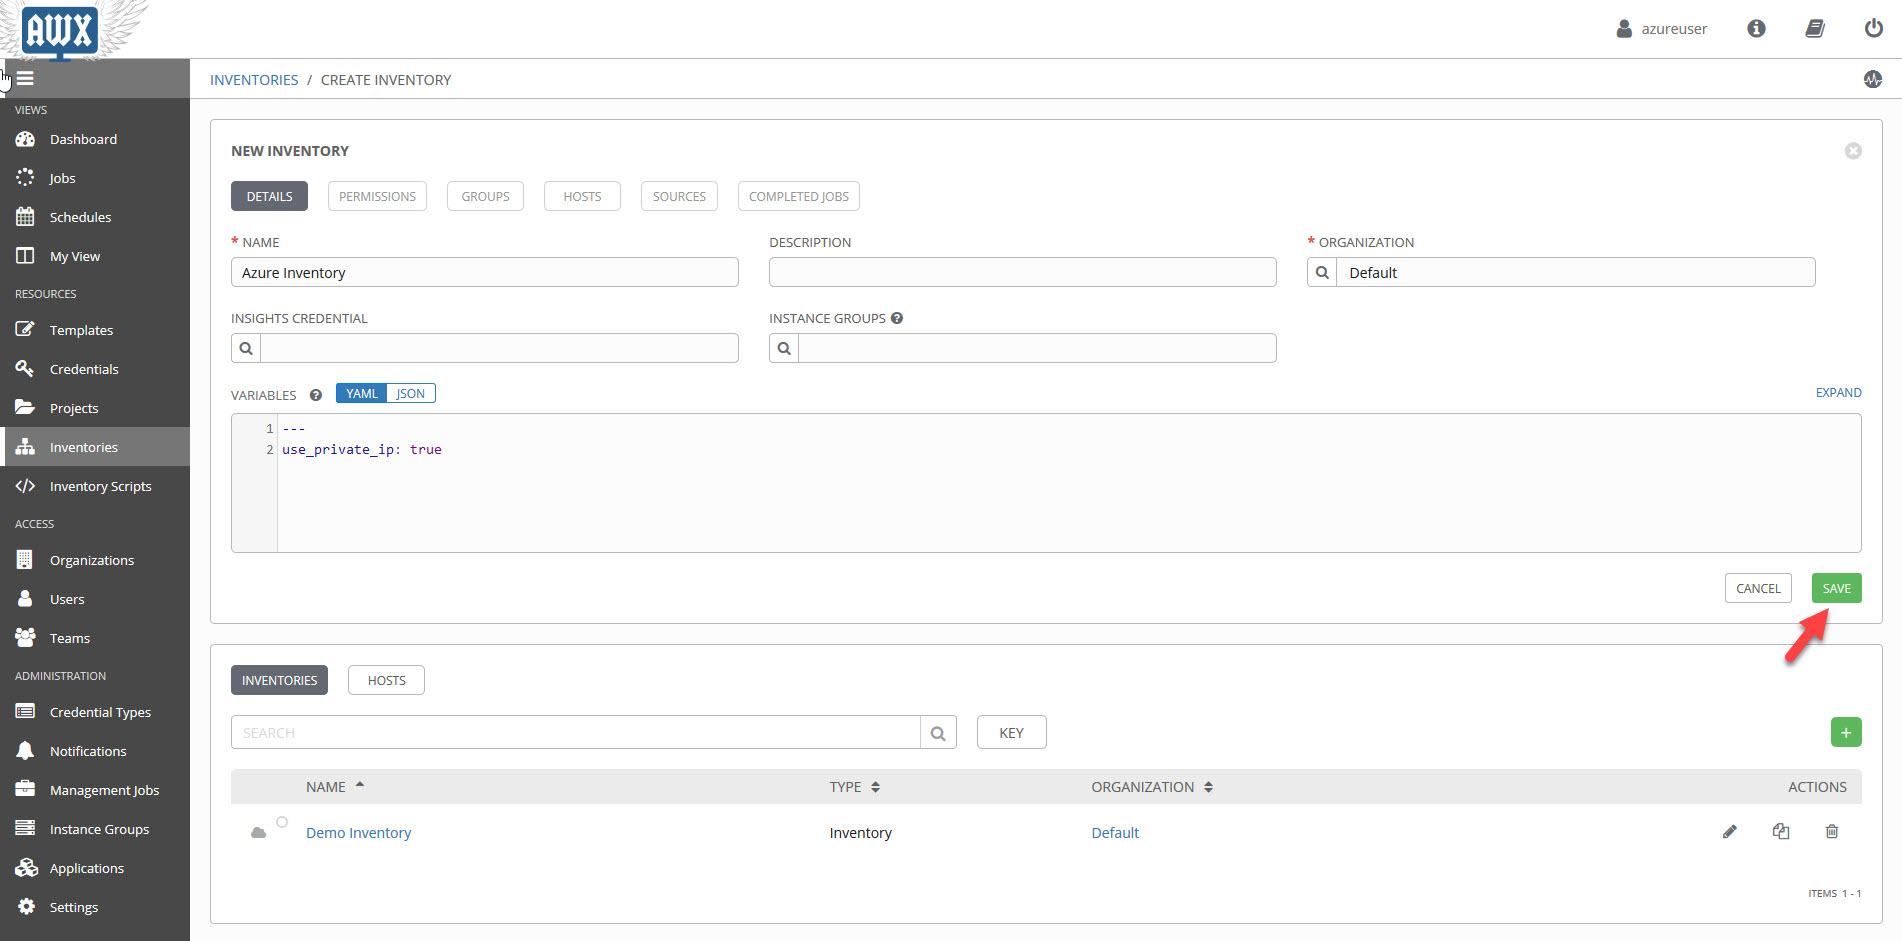 AWX
azureuser
INVENTORIES / CREATE INVENTORY
VIEWS
Dashboard
Jobs
Schedules
My View
RESOURCES
Templates
Credentials
Projects
Inventories
Inventory Scripts
ACCESS
Organizations
Users
Teams
ADMINISTRATION
Credential Types
Notifications
Management Jobs
Instance Groups
Applications
Settings
NEW INVENTORY
DETAILS PERMISSIONS GROUPS HOSTS SOURCES COMPLETED JOBS
* NAME DESCRIPTION * ORGANIZATION
Azure Inventory Default
INSIGHTS CREDENTIAL INSTANCE GROUPS ?
VARIABLES ? YAML JSON EXPAND
1 ---
2 use_private_ip: true
CANCEL SAVE
INVENTORIES HOSTS
SEARCH KEY +
NAME TYPE ORGANIZATION ACTIONS
Demo Inventory Inventory Default
ITEMS 1 - 1